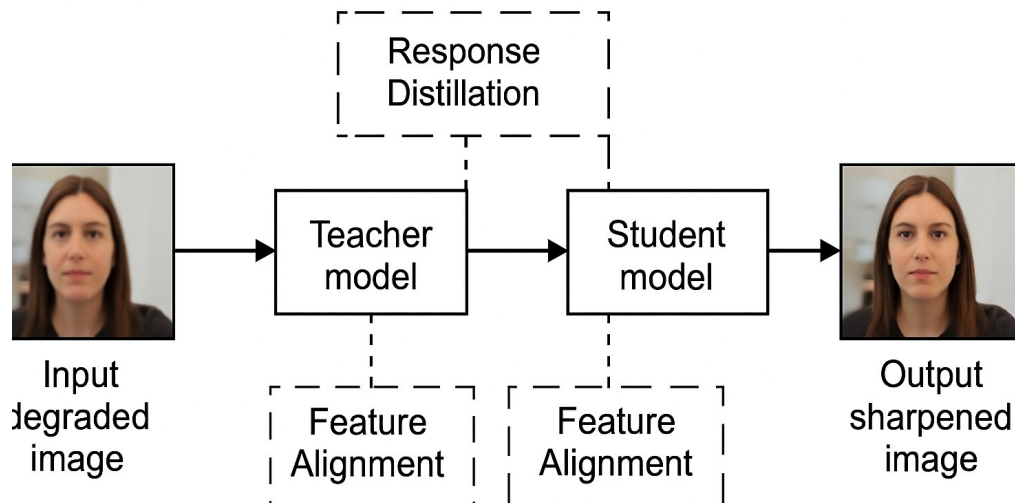 Response
Distillation
Teacher
model
Student
model
Input
degraded
image
Output
sharpened
image
Feature
Alignment
Feature
Alignment